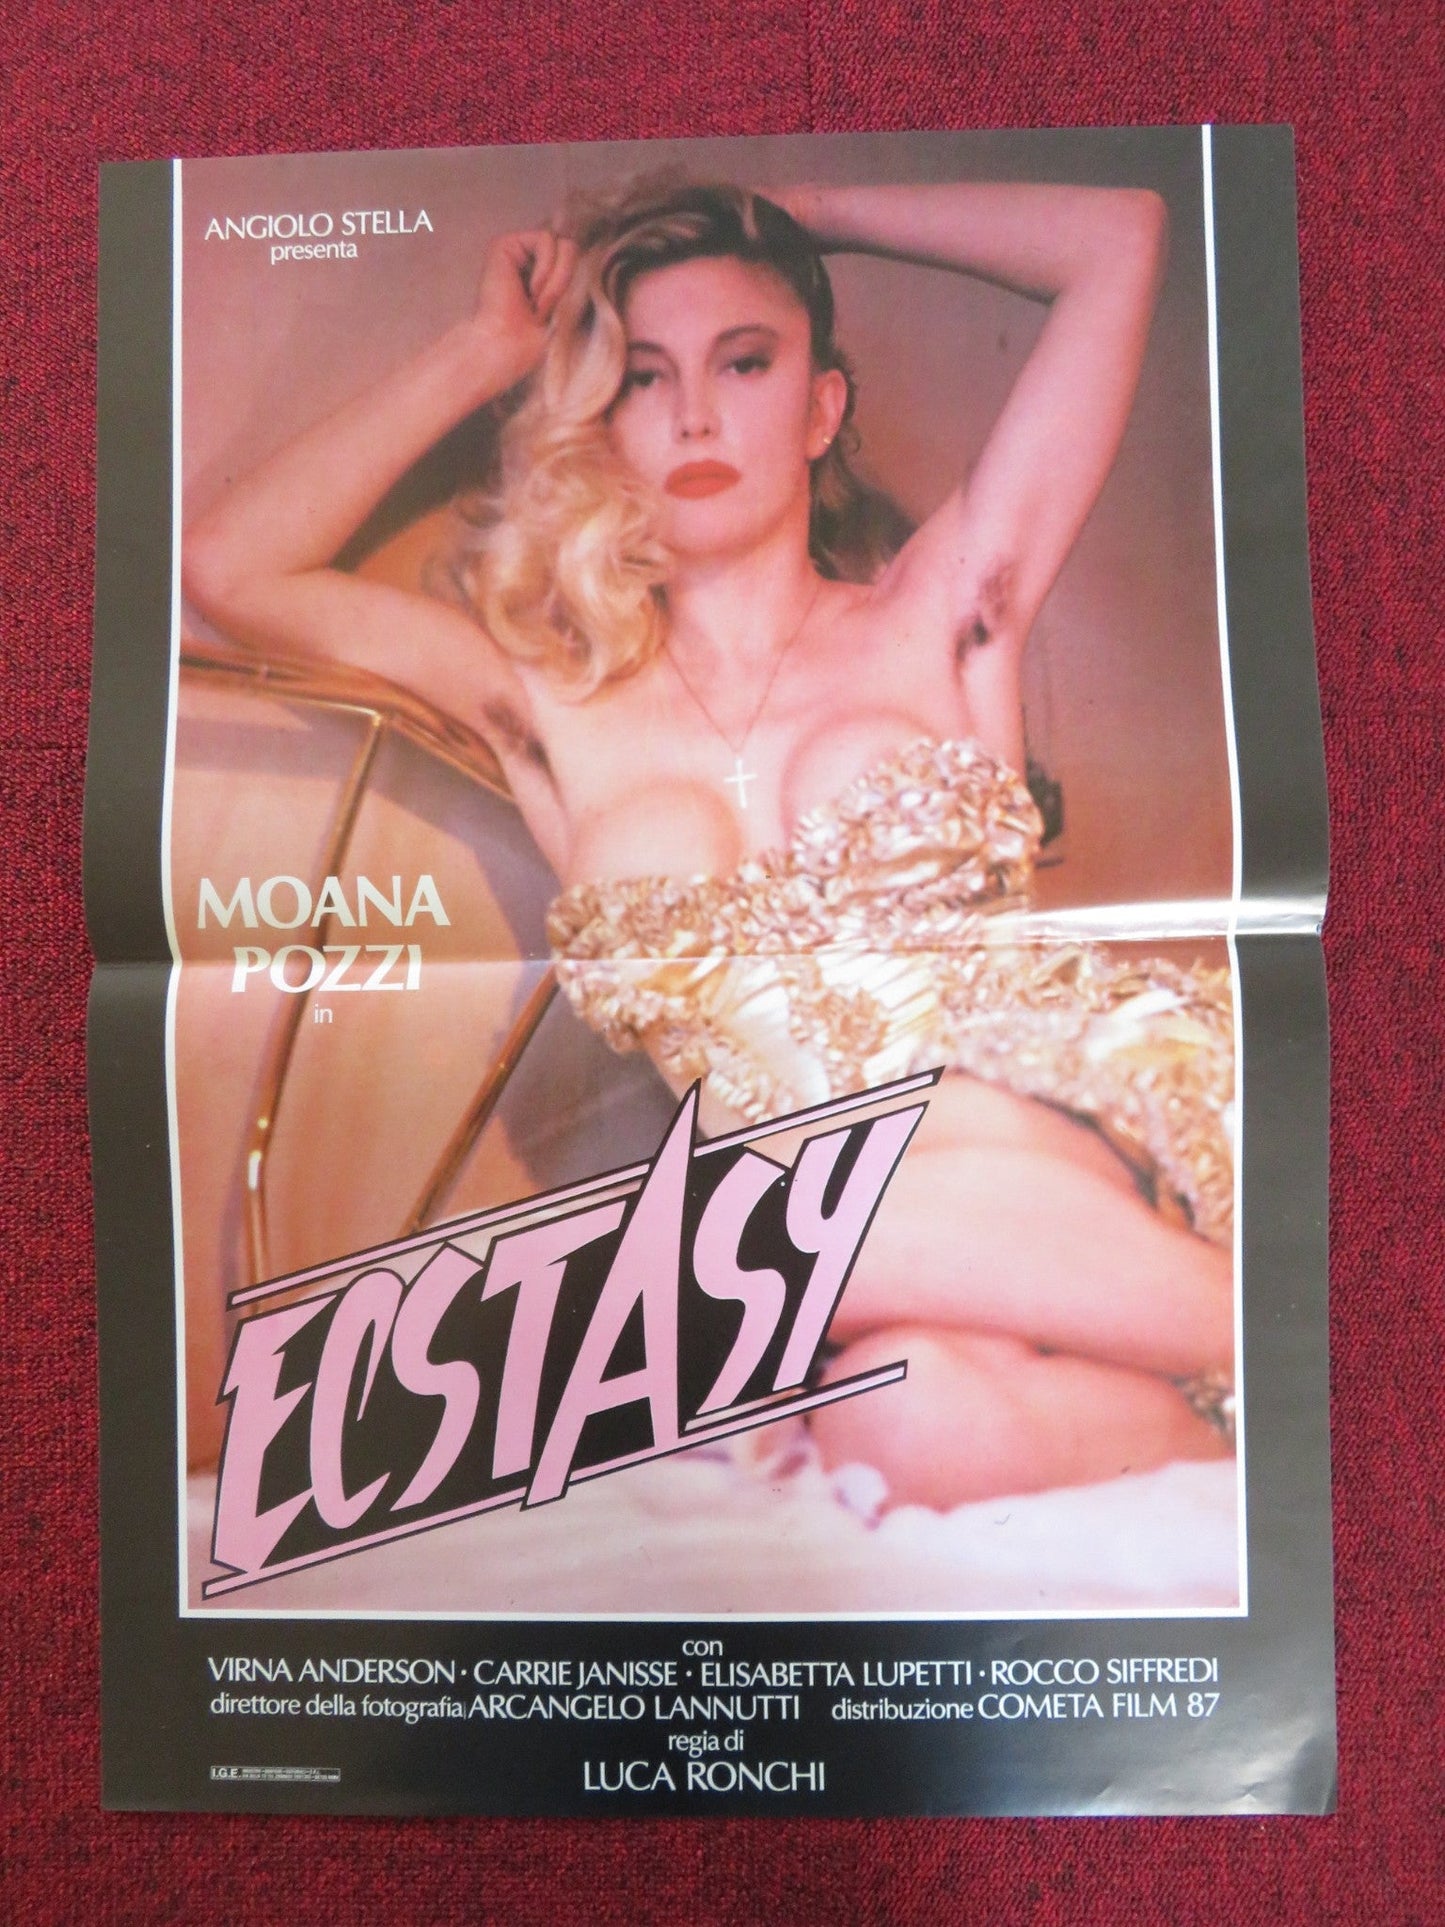 ANGIOLO STELLA
presenta
MOANA
POZZI
in
ECSTASY
con
VIRNA ANDERSON · CARRIE JANISSE · ELISABETTA LUPETTI · ROCCO SIFFREDI
direttore della fotografia ARCANGELO LANNUTTI distribuzione COMETA FILM 87
regia di
LUCA RONCHI
I.G.E.